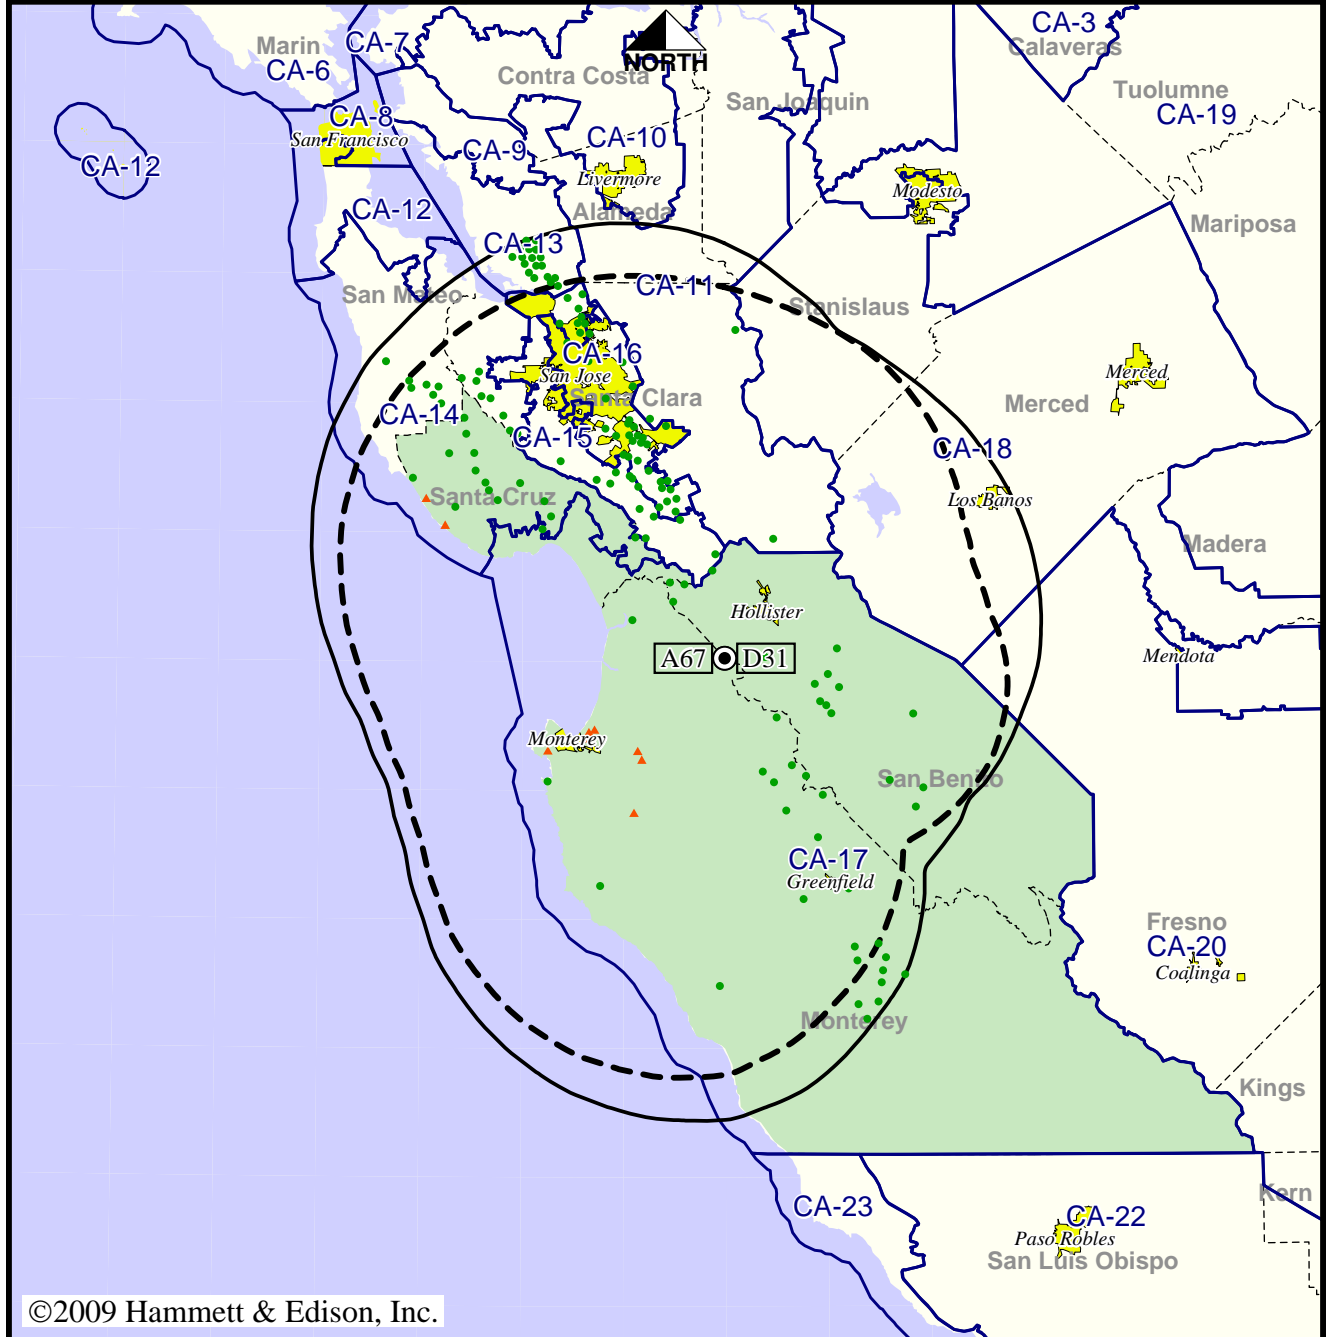 CA-3
Calaveras
Marin
CA-7
CA-6
NORTH
Contra Costa
San Joaquin
Tuolumne
CA-19
CA-8
San Francisco
CA-10
CA-9
CA-12
Livermore
Modesto
CA-12
Alameda
Mariposa
CA-13
San Mateo
CA-11
Stanislaus
CA-16
San Jose
Merced
Santa Clara
Merced
CA-14
CA-15
CA-18
Santa Cruz
Los Banos
Madera
Hollister
A67
D31
Mendota
Monterey
San Benito
CA-17
Greenfield
Fresno
CA-20
Coalinga
Monterey
Kings
Kern
CA-23
CA-22
Paso Robles
San Luis Obispo
©2009 Hammett & Edison, Inc.